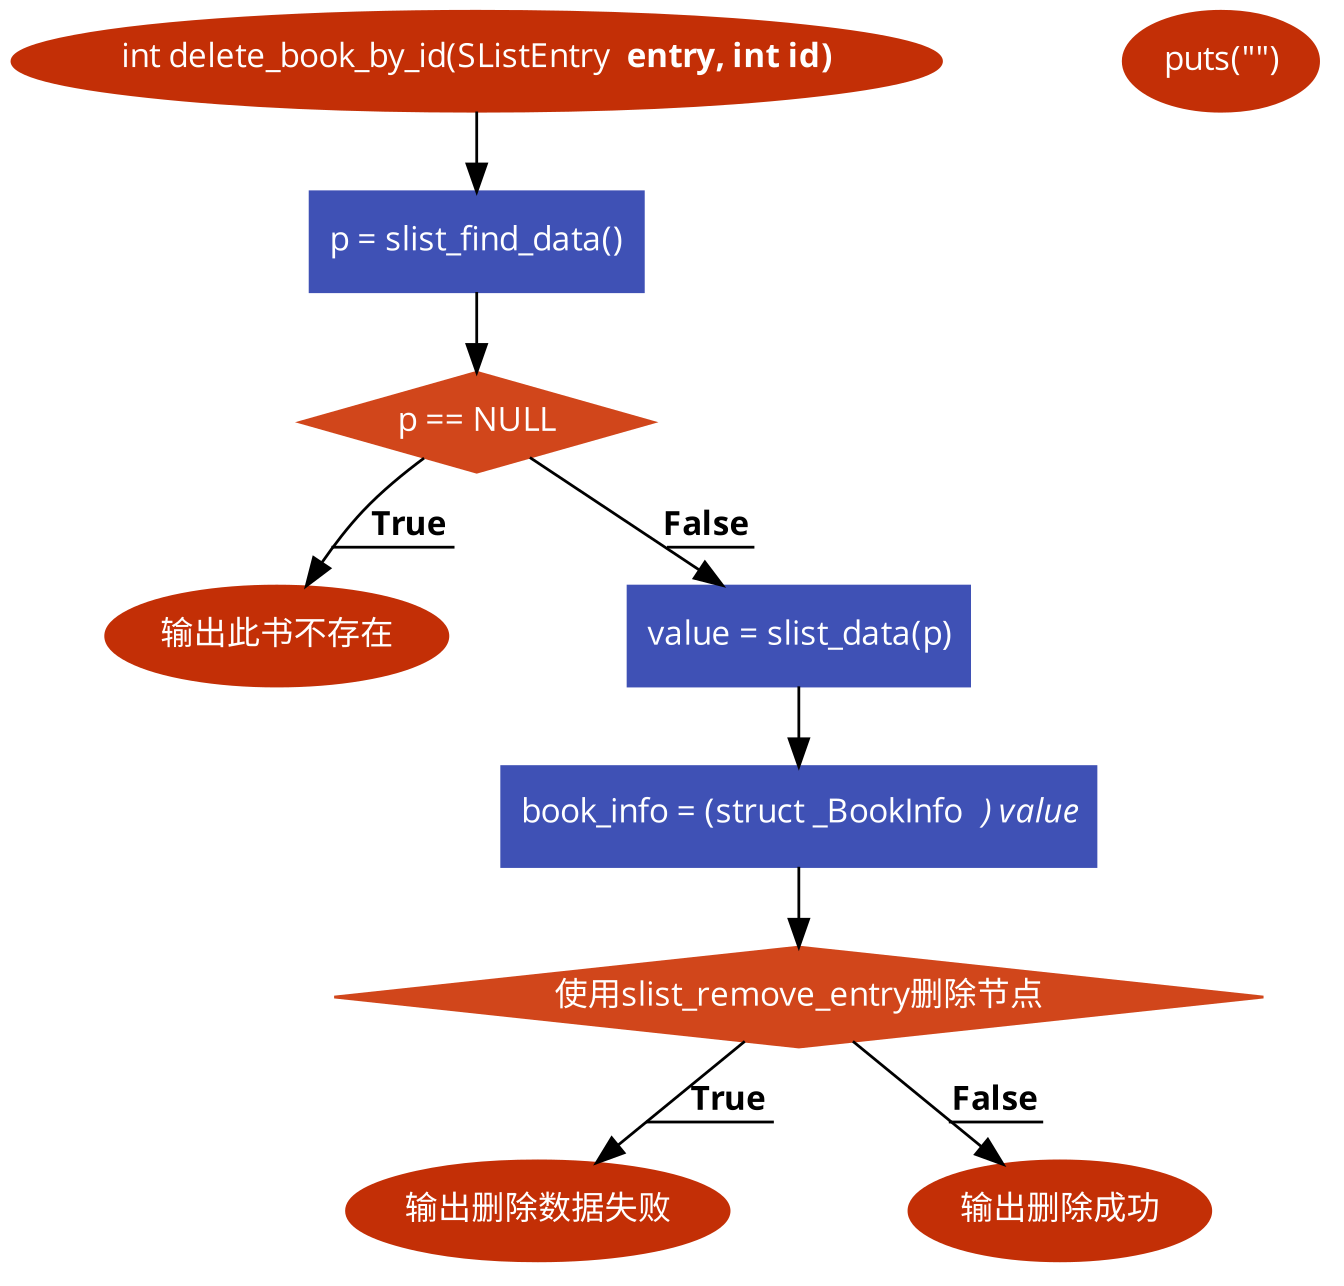 int delete_book_by_id(SListEntry entry, int id)
puts("")
p = slist_find_data()
p == NULL
True
False
输出此书不存在
value = slist_data(p)
book_info = (struct _BookInfo ) value
使用slist_remove_entry删除节点
True
False
输出删除数据失败
输出删除成功